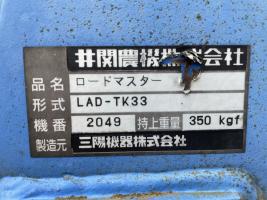 井関農機株式会社
品名 ロードマスター
形式 LAD-TK33
機番 2049 持上重量 350 kgf
製造元 三陽機器株式会社